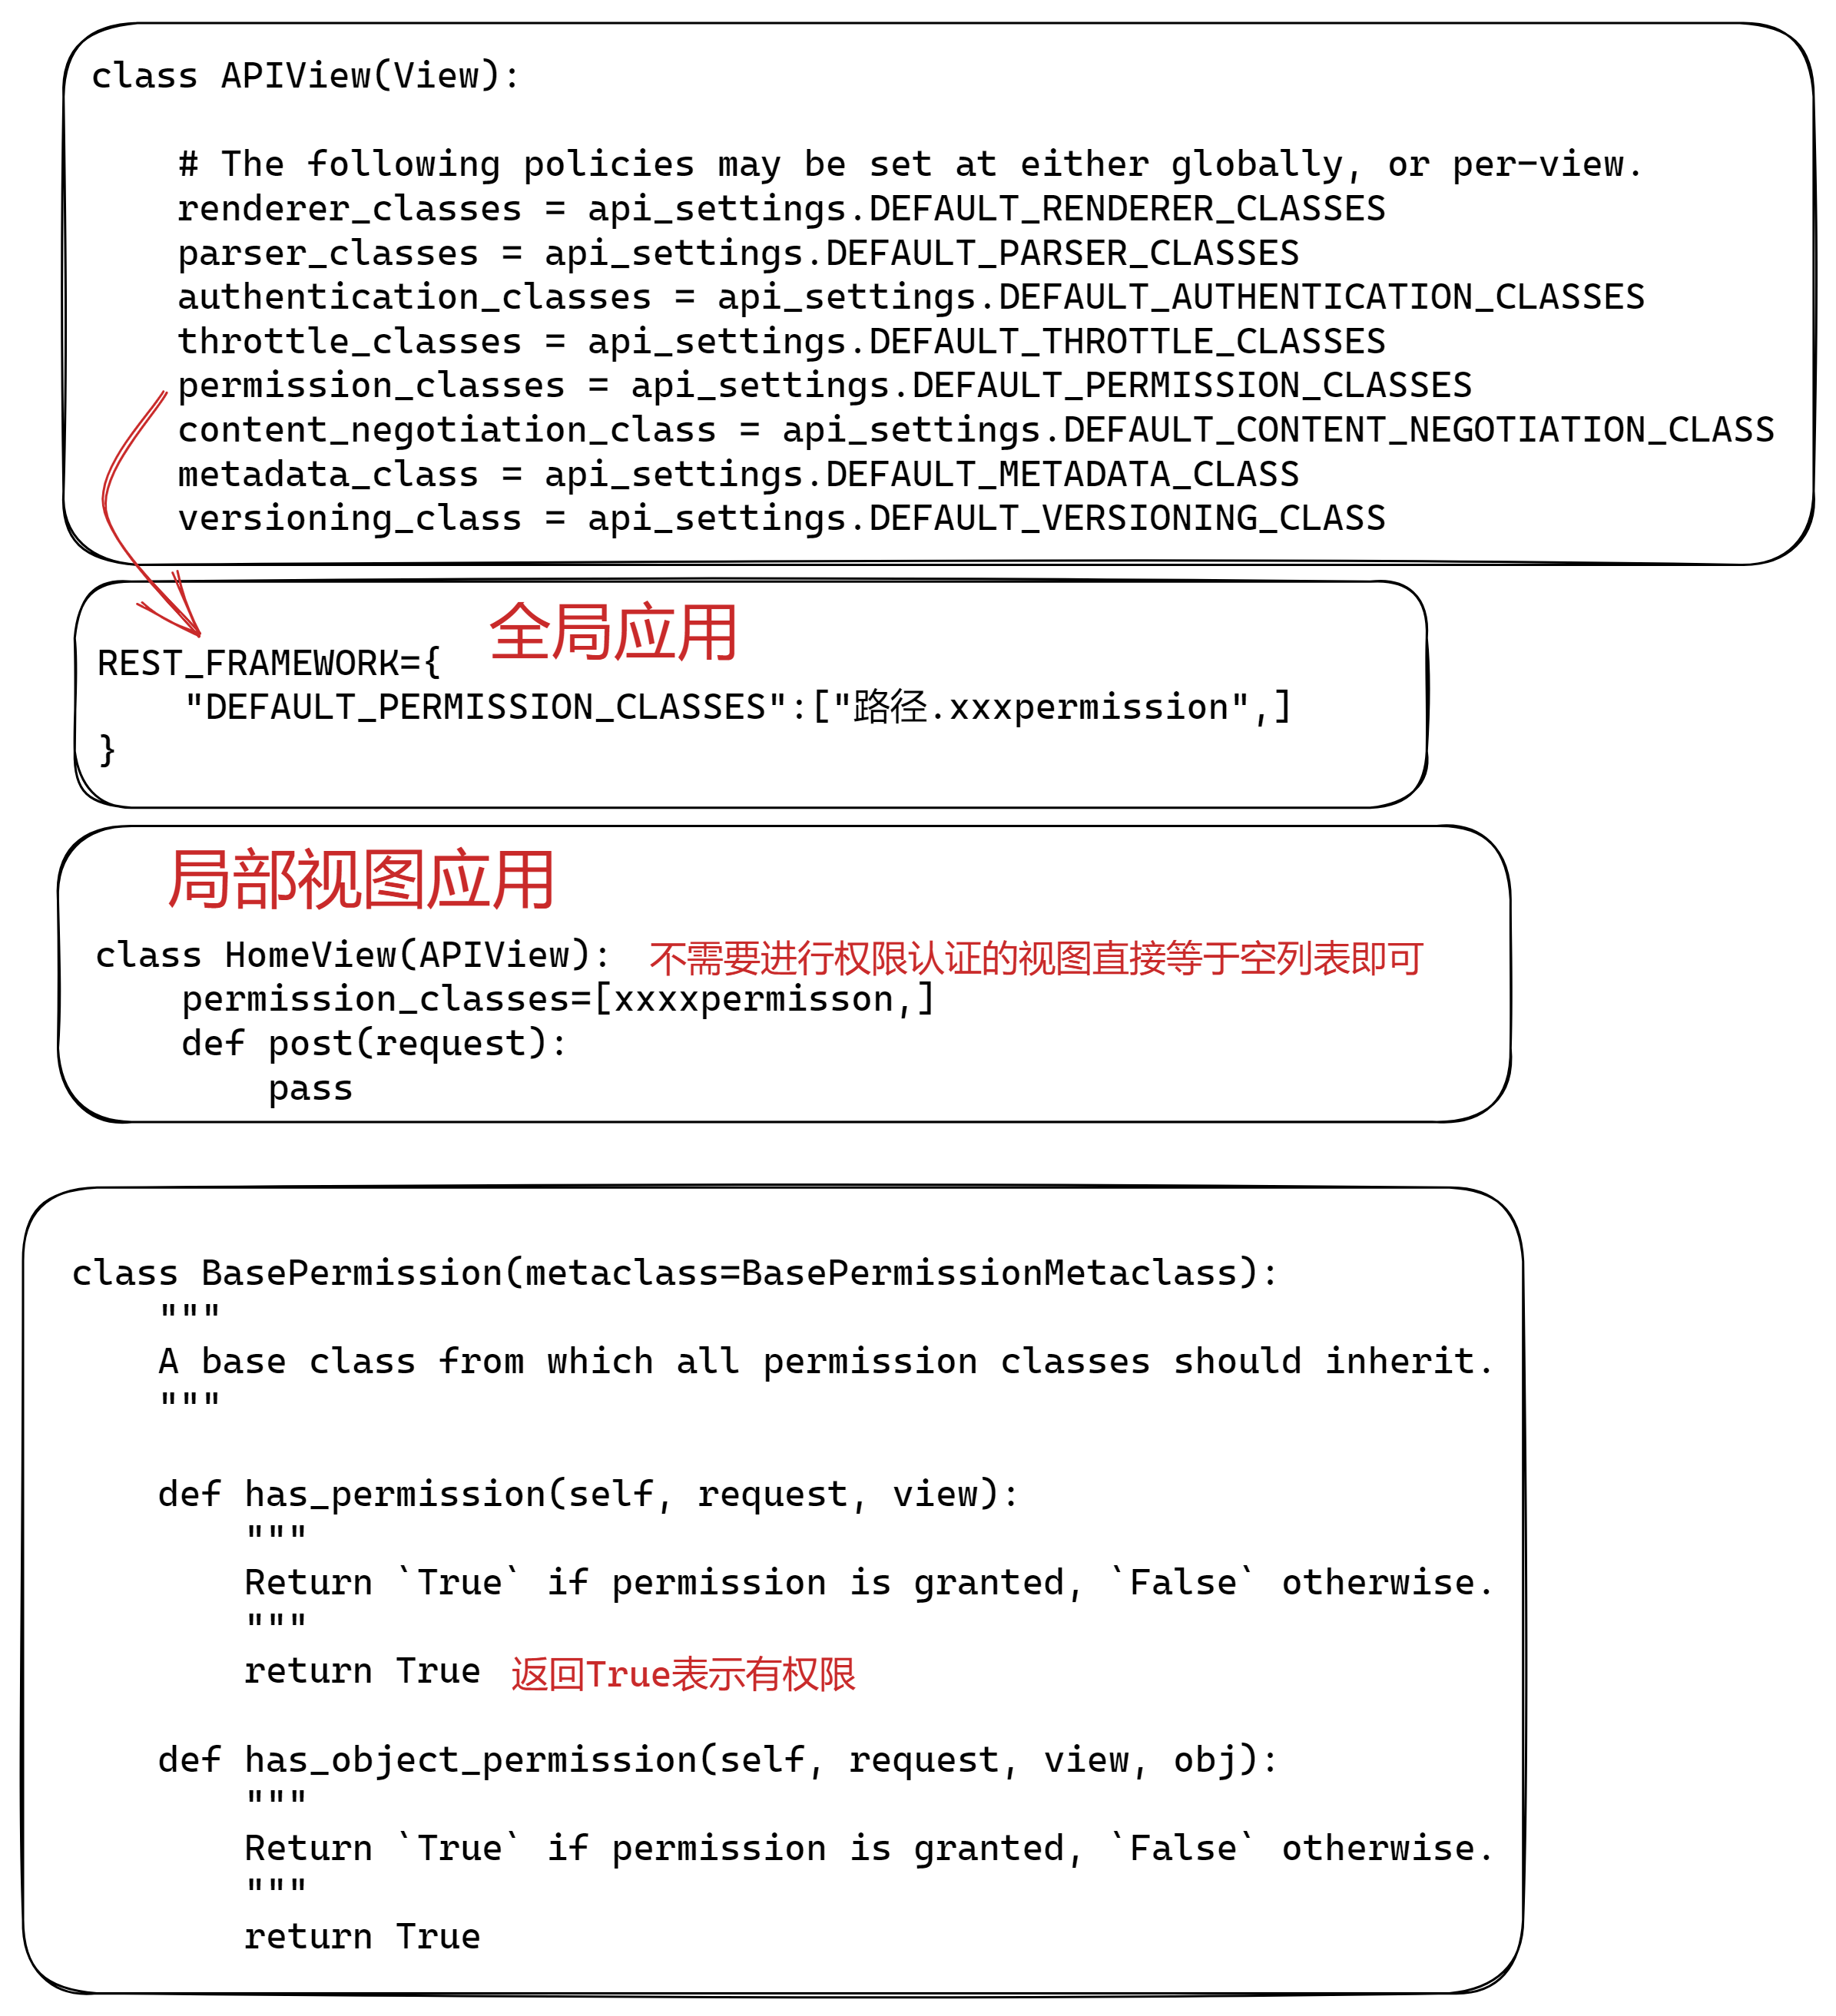 class APIView(View):
# The following policies may be set at either globally, or per-view.
renderer_classes = api_settings.DEFAULT_RENDERER_CLASSES
parser_classes = api_settings.DEFAULT_PARSER_CLASSES
authentication_classes = api_settings.DEFAULT_AUTHENTICATION_CLASSES
throttle_classes = api_settings.DEFAULT_THROTTLE_CLASSES
permission_classes = api_settings.DEFAULT_PERMISSION_CLASSES
content_negotiation_class = api_settings.DEFAULT_CONTENT_NEGOTIATION_CLASS
metadata_class = api_settings.DEFAULT_METADATA_CLASS
versioning_class = api_settings.DEFAULT_VERSIONING_CLASS
全局应用
REST_FRAMEWORK={
"DEFAULT_PERMISSION_CLASSES":["路径.xxxpermission",]
}
局部视图应用
class HomeView(APIView): 不需要进行权限认证的视图直接等于空列表即可
permission_classes=[xxxxpermisson,]
def post(request):
pass
class BasePermission(metaclass=BasePermissionMetaclass):
"""
A base class from which all permission classes should inherit.
"""
def has_permission(self, request, view):
"""
Return `True` if permission is granted, `False` otherwise.
"""
return True 返回True表示有权限
def has_object_permission(self, request, view, obj):
"""
Return `True` if permission is granted, `False` otherwise.
"""
return True